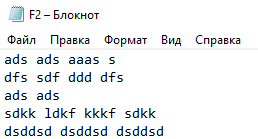 F2 – Блокнот
Файл Правка Формат Вид Справка
ads ads aaas s
dfs sdf ddd dfs
ads ads
sdkk ldkf kkkf sdkk
dsddsd dsddsd dsddsd